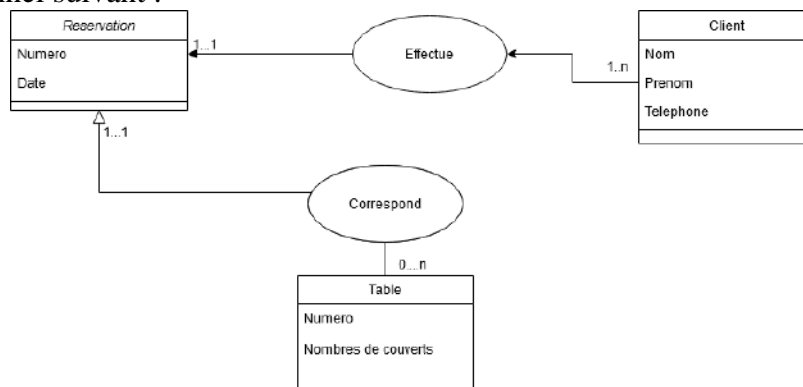 suivant :
Reservation
Numero
Date
1...1
Effectue
1..n
Client
Nom
Prenom
Telephone
1...1
Correspond
0....n
Table
Numero
Nombres de couverts